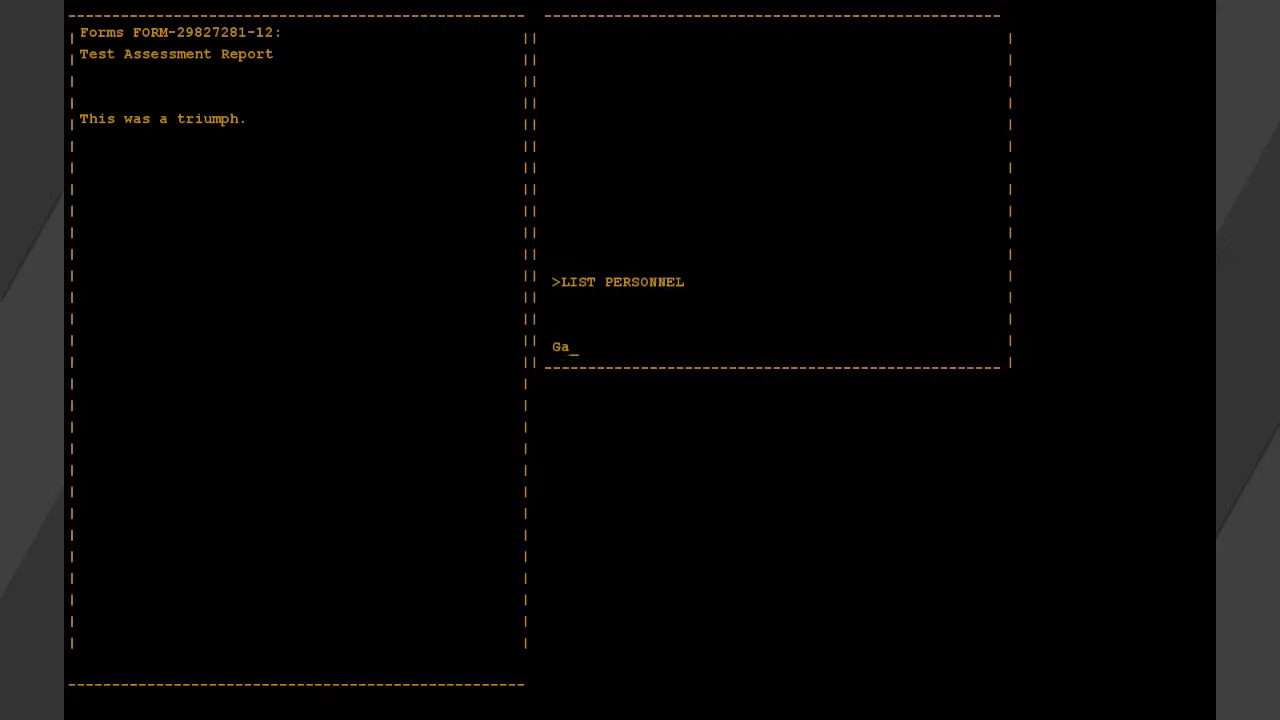 Forms FORM-29827281-12:
Test Assessment Report
This was a triumph.
>LIST PERSONNEL
Ga_